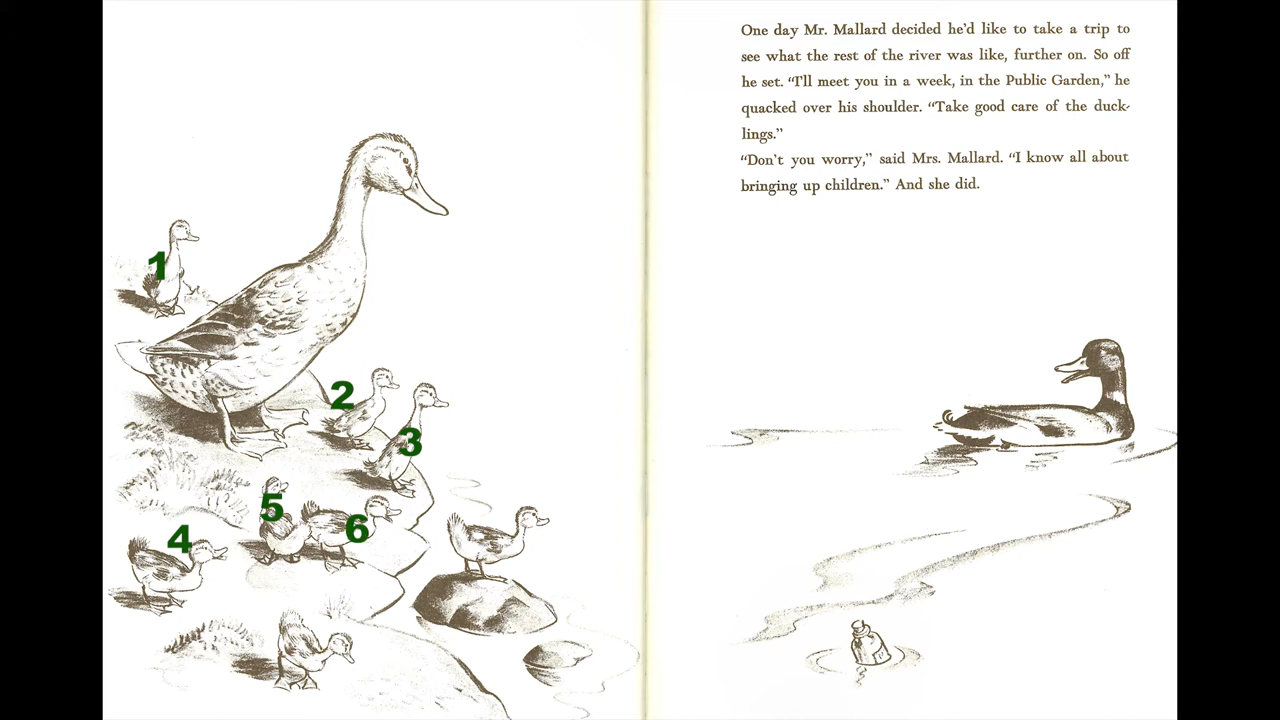 One day Mr. Mallard decided he'd like to take a trip to
see what the rest of the river was like, further on. So off
he set. “I'll meet you in a week, in the Public Garden,” he
quacked over his shoulder. “Take good care of the duck-
lings.”
“Don't you worry,” said Mrs. Mallard. “I know all about
bringing up children.” And she did.
1
2
3
4
5
6